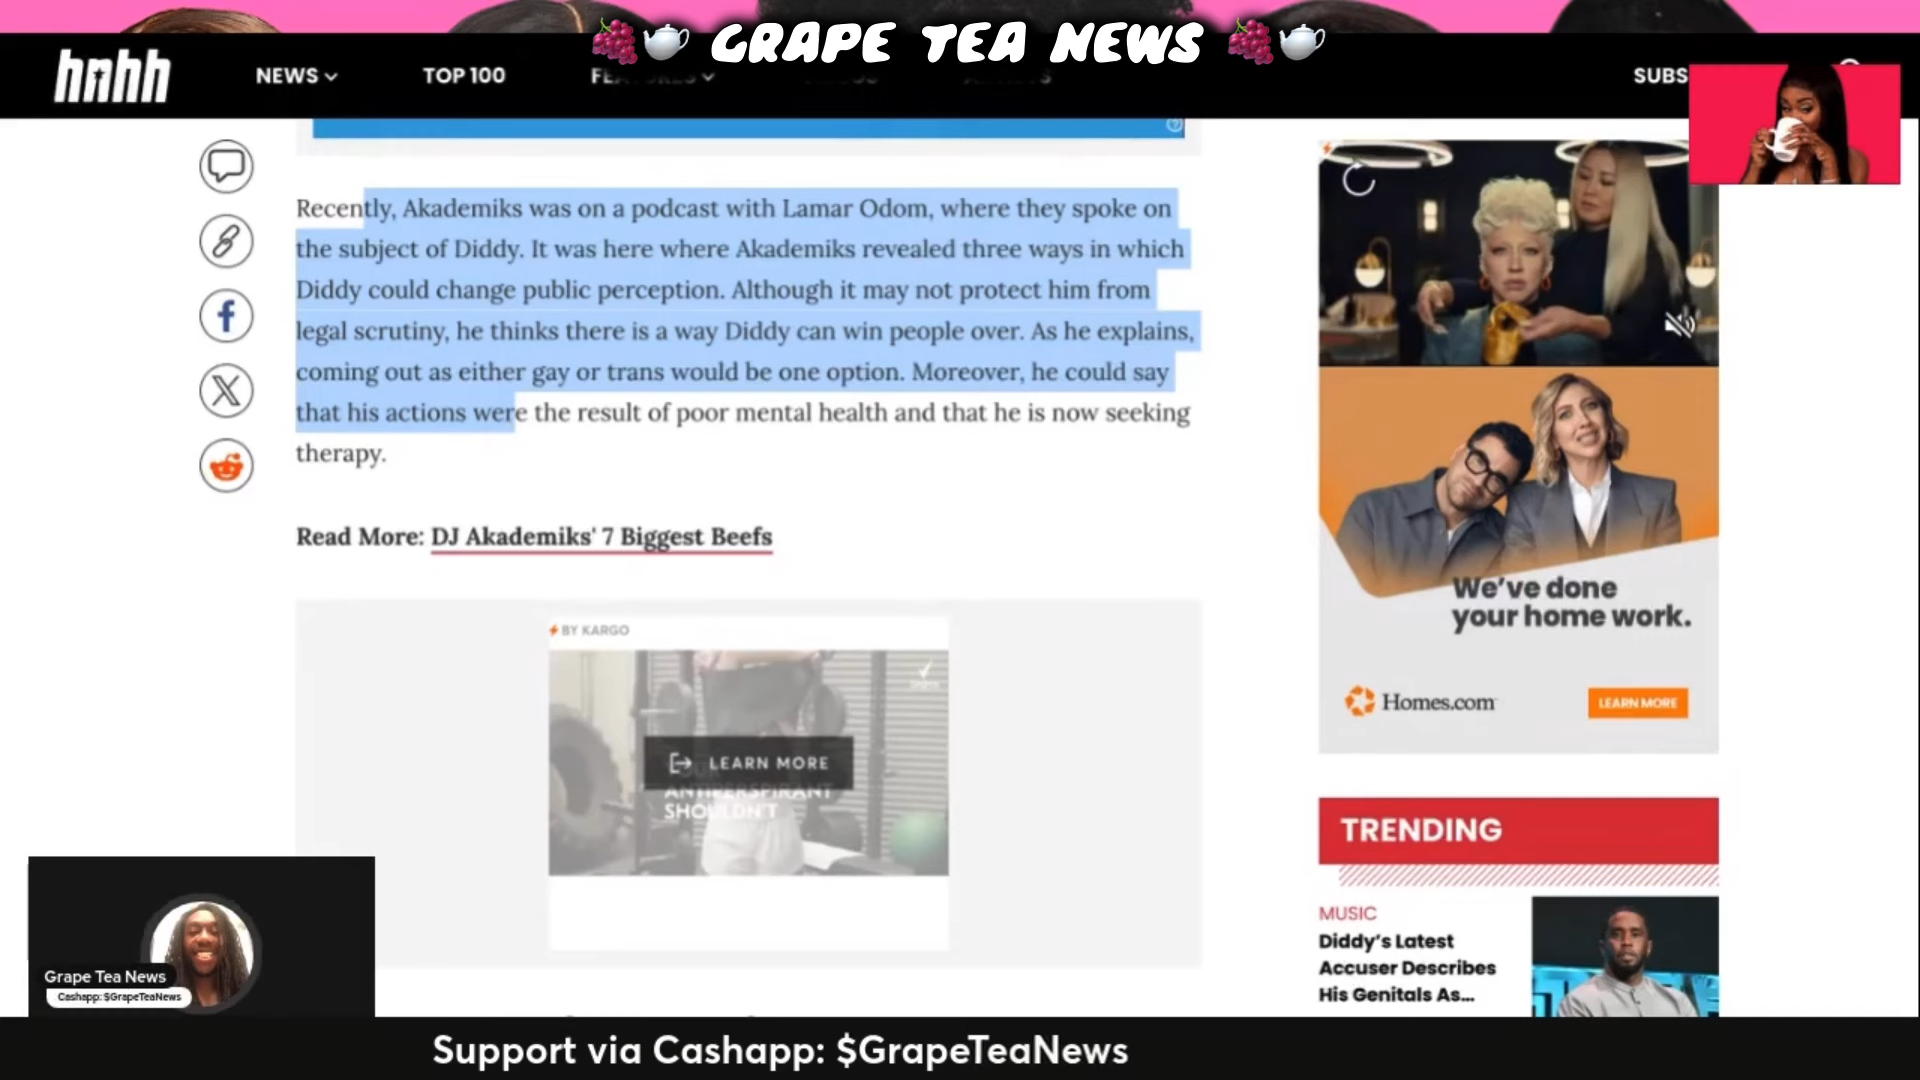 GRAPE TEA NEWS
hnhh
NEWS
TOP 100
SUBS
Recently, Akademiks was on a podcast with Lamar Odom, where they spoke on
the subject of Diddy. It was here where Akademiks revealed three ways in which
Diddy could change public perception. Although it may not protect him from
legal scrutiny, he thinks there is a way Diddy can win people over. As he explains,
coming out as either gay or trans would be one option. Moreover, he could say
that his actions were the result of poor mental health and that he is now seeking
therapy.
Read More: DJ Akademiks' 7 Biggest Beefs
BY KARGO
LEARN MORE
ANTIPERSPIRANT
SHOULDN'T
We've done
your home work.
Homes.com
LEARN MORE
TRENDING
MUSIC
Diddy's Latest
Accuser Describes
His Genitals As...
Grape Tea News
Cashapp: $GrapeTeaNews
Support via Cashapp: $GrapeTeaNews